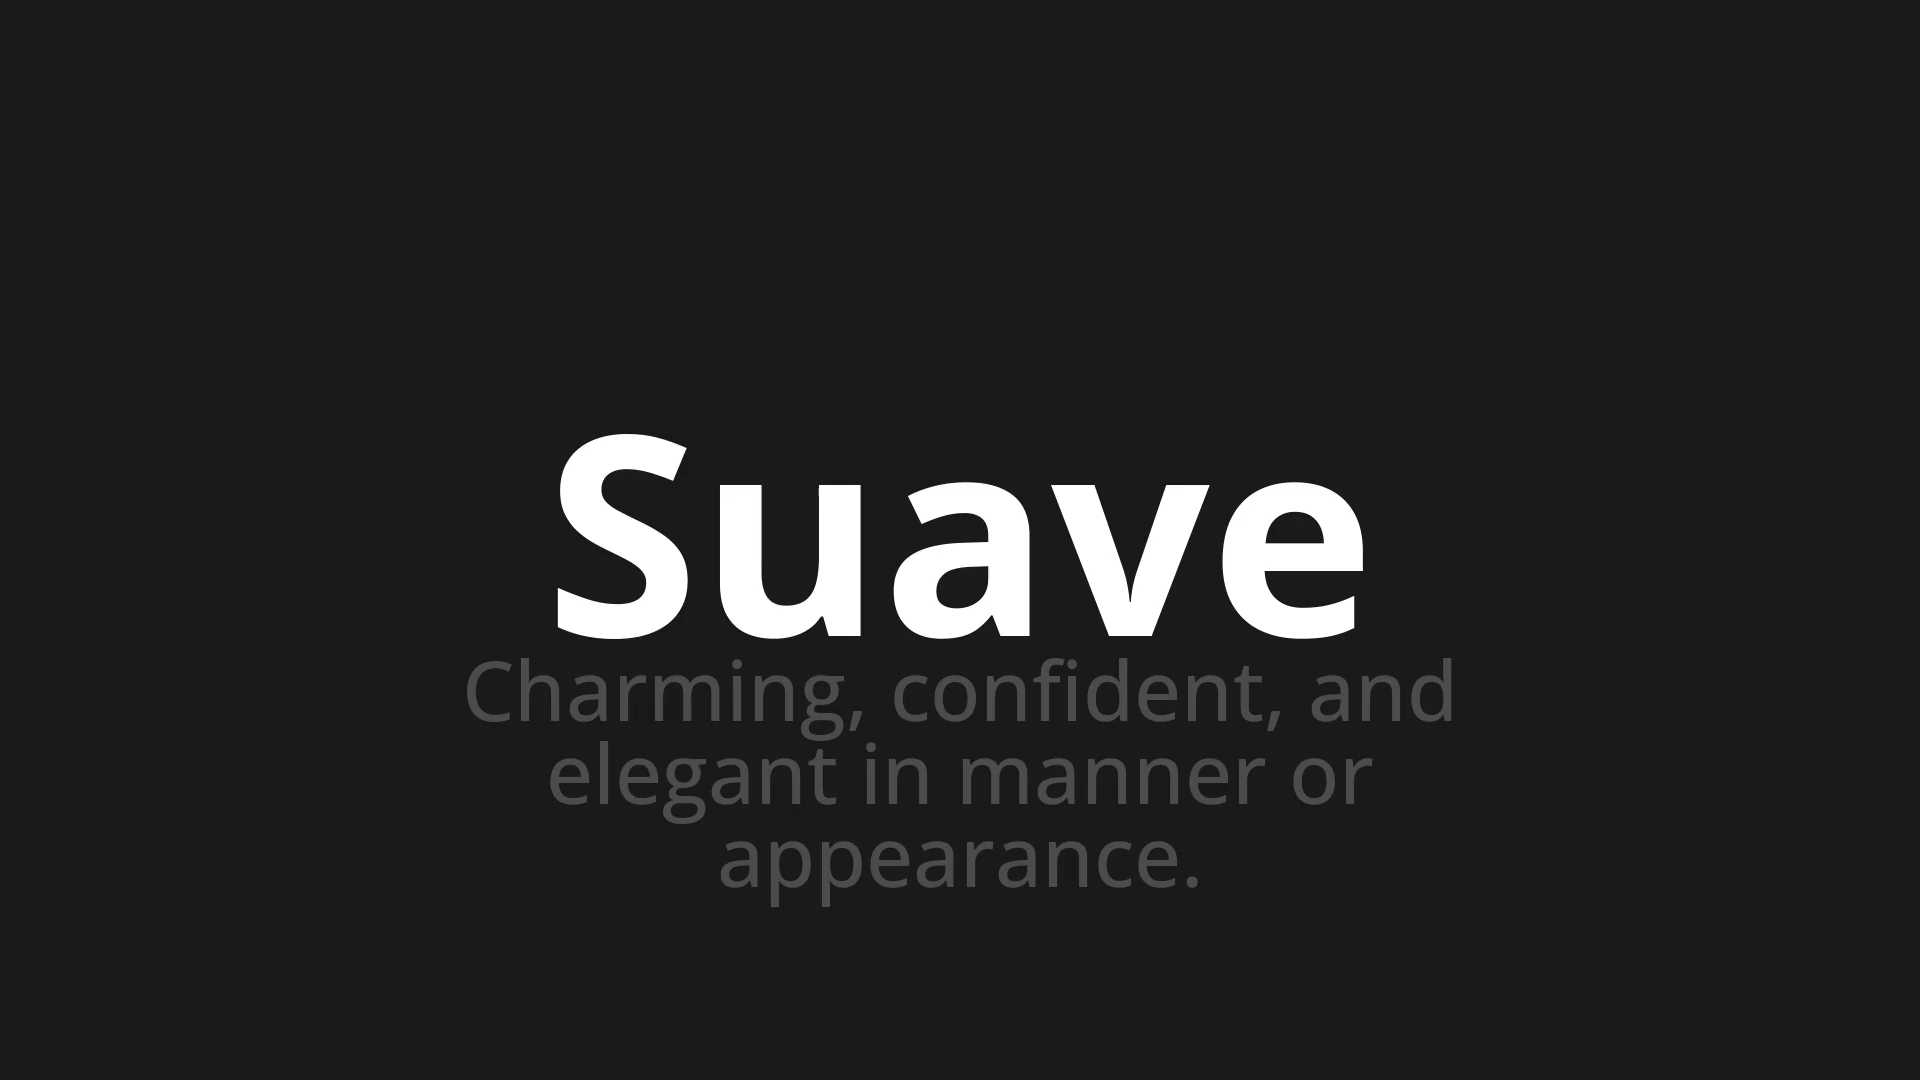 Suave
Charming, confident, and
elegant in manner or
appearance.